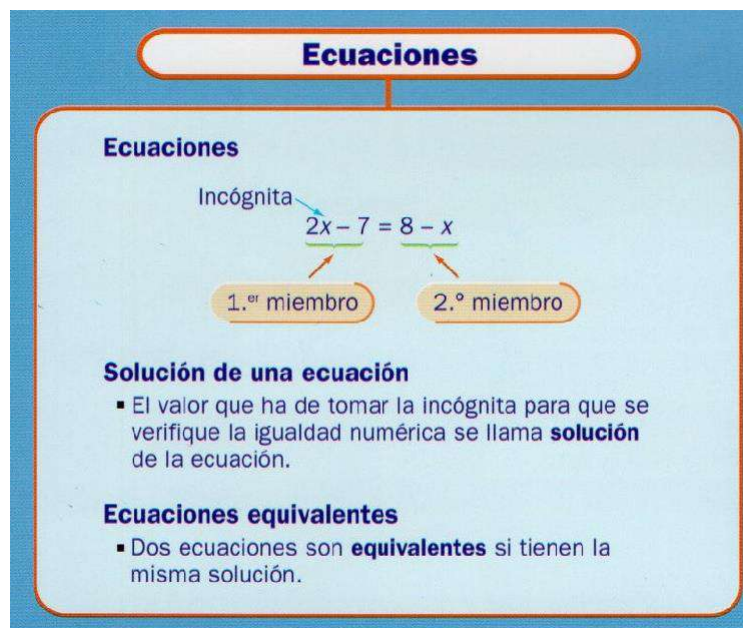 Ecuaciones
Ecuaciones
Incógnita
2x – 7 = 8 – x
1.er miembro 2.º miembro
Solución de una ecuación
▪ El valor que ha de tomar la incógnita para que se
verifique la igualdad numérica se llama solución
de la ecuación.
Ecuaciones equivalentes
▪ Dos ecuaciones son equivalentes si tienen la
misma solución.